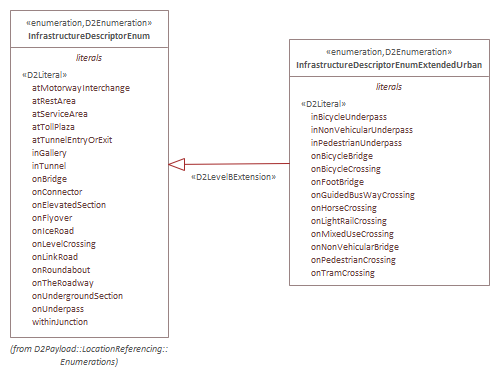 «enumeration,D2Enumeration»
InfrastructureDescriptorEnum
literals
«D2Literal»
atMotorwayInterchange
atRestArea
atServiceArea
atTollPlaza
atTunnelEntryOrExit
inGallery
inTunnel
onBridge
onConnector
onElevatedSection
onFlyover
onIceRoad
onLevelCrossing
onLinkRoad
onRoundabout
onTheRoadway
onUndergroundSection
onUnderpass
withinJunction
(from D2Payload::LocationReferencing::
Enumerations)
«D2LevelBExtension»
«enumeration,D2Enumeration»
InfrastructureDescriptorEnumExtendedUrban
literals
«D2Literal»
inBicycleUnderpass
inNonVehicularUnderpass
inPedestrianUnderpass
onBicycleBridge
onBicycleCrossing
onFootBridge
onGuidedBusWayCrossing
onHorseCrossing
onLightRailCrossing
onMixedUseCrossing
onNonVehicularBridge
onPedestrianCrossing
onTramCrossing